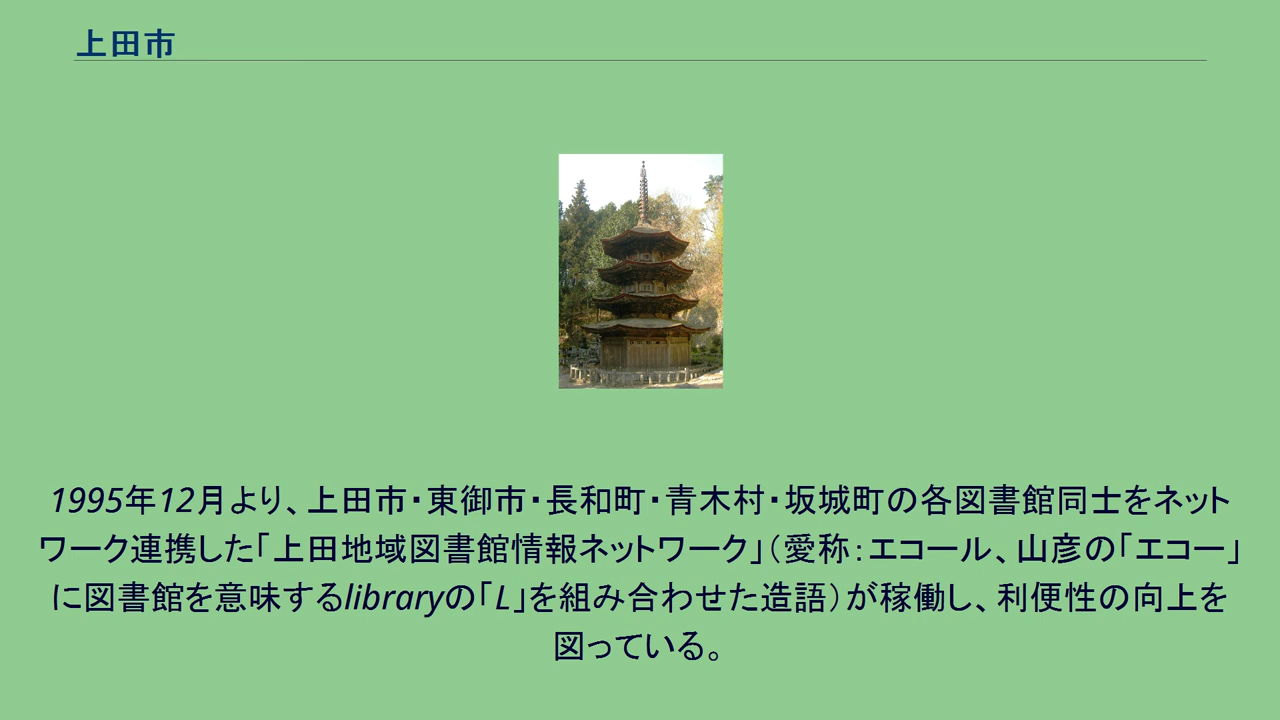 上田市
1995年12月より、上田市・東御市・長和町・青木村・坂城町の各図書館同士をネット
ワーク連携した「上田地域図書館情報ネットワーク」（愛称：エコール、山彦の「エコー」
に図書館を意味するlibraryの「L」を組み合わせた造語）が稼働し、利便性の向上を
図っている。